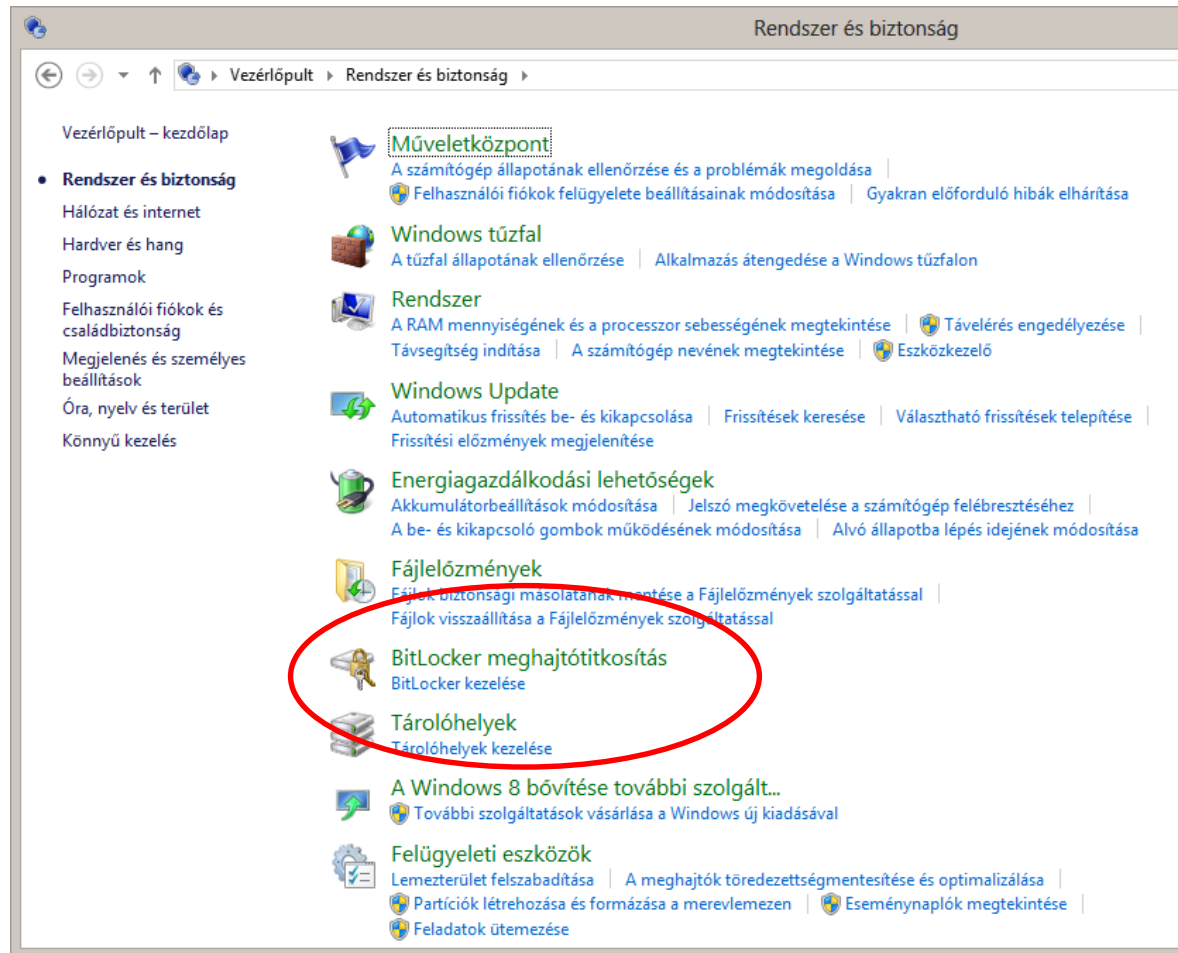 Rendszer és biztonság
Vezérlőpult Rendszer és biztonság
Vezérlőpult – kezdőlap
Rendszer és biztonság
Hálózat és internet
Hardver és hang
Programok
Felhasználói fiókok és
családbiztonság
Megjelenés és személyes
beállítások
Óra, nyelv és terület
Könnyű kezelés
Műveletközpont
A számítógép állapotának ellenőrzése és a problémák megoldása
Felhasználói fiókok felügyelete beállításainak módosítása Gyakran előforduló hibák elhárítása
Windows tűzfal
A tűzfal állapotának ellenőrzése Alkalmazás átengedése a Windows tűzfalon
Rendszer
A RAM mennyiségének és a processzor sebességének megtekintése Távelérés engedélyezése
Távsegítség indítása A számítógép nevének megtekintése Eszközkezelő
Windows Update
Automatikus frissítés be- és kikapcsolása Frissítések keresése Választható frissítések telepítése
Frissítési előzmények megjelenítése
Energiagazdálkodási lehetőségek
Akkumulátorbeállítások módosítása Jelszó megkövetelése a számítógép felébresztéséhez
A be- és kikapcsoló gombok működésének módosítása Alvó állapotba lépés idejének módosítása
Fájlelőzmények
Fájlok biztonsági másolatának mentése a Fájlelőzmények szolgáltatással
Fájlok visszaállítása a Fájlelőzmények szolgáltatással
BitLocker meghajtótitkosítás
BitLocker kezelése
Tárolóhelyek
Tárolóhelyek kezelése
A Windows 8 bővítése további szolgált...
További szolgáltatások vásárlása a Windows új kiadásával
Felügyeleti eszközök
Lemezterület felszabadítása A meghajtók töredezettségmentesítése és optimalizálása
Partíciók létrehozása és formázása a merevlemezen Eseménynaplók megtekintése
Feladatok ütemezése